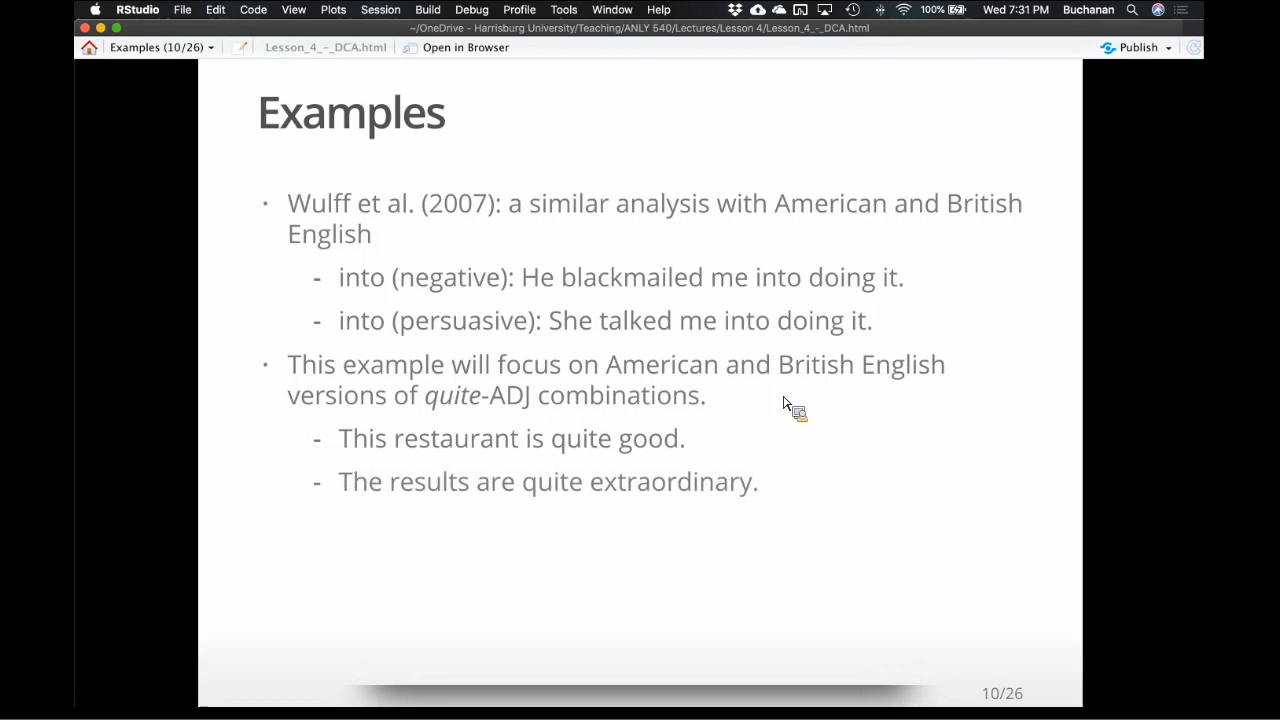 RStudio File Edit Code View Plots Session Build Debug Profile Tools Window Help 100% Wed 7:31 PM Buchanan
~/OneDrive - Harrisburg University/Teaching/ANLY 540/Lectures/Lesson 4/Lesson_4_-_DCA.html
Examples (10/26) Lesson_4_-_DCA.html Open in Browser Publish
Examples
· Wulff et al. (2007): a similar analysis with American and British
English
- into (negative): He blackmailed me into doing it.
- into (persuasive): She talked me into doing it.
· This example will focus on American and British English
versions of quite-ADJ combinations.
- This restaurant is quite good.
- The results are quite extraordinary.
10/26